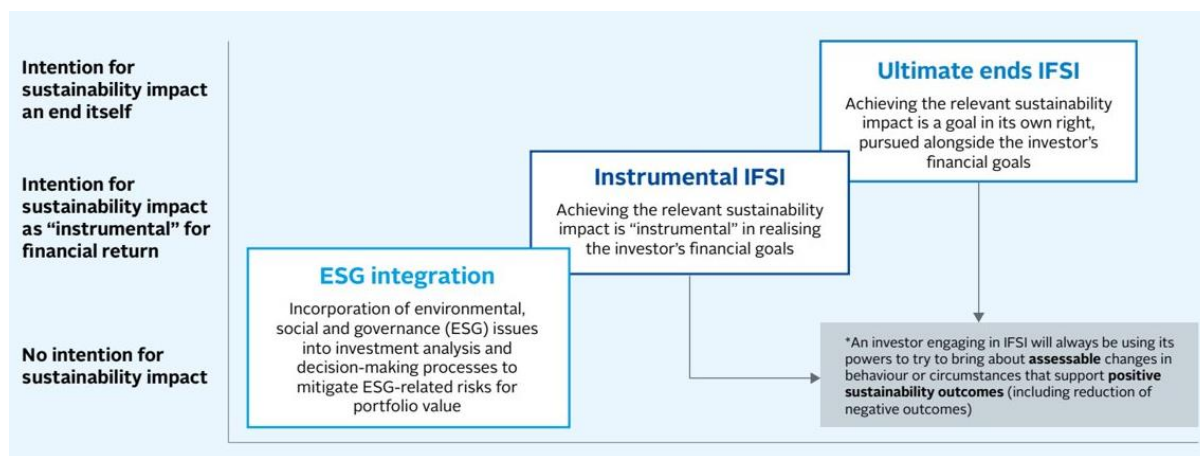 Intention for
sustainability impact
an end itself
Ultimate ends IFSI
Achieving the relevant sustainability
impact is a goal in its own right,
pursued alongside the investor's
financial goals
Intention for
sustainability impact
as “instrumental” for
financial return
Instrumental IFSI
Achieving the relevant sustainability
impact is “instrumental” in realising
the investor's financial goals
No intention for
sustainability impact
ESG integration
Incorporation of environmental,
social and governance (ESG) issues
into investment analysis and
decision-making processes to
mitigate ESG-related risks for
portfolio value
*An investor engaging in IFSI will always be using its
powers to try to bring about assessable changes in
behaviour or circumstances that support positive
sustainability outcomes (including reduction of
negative outcomes)